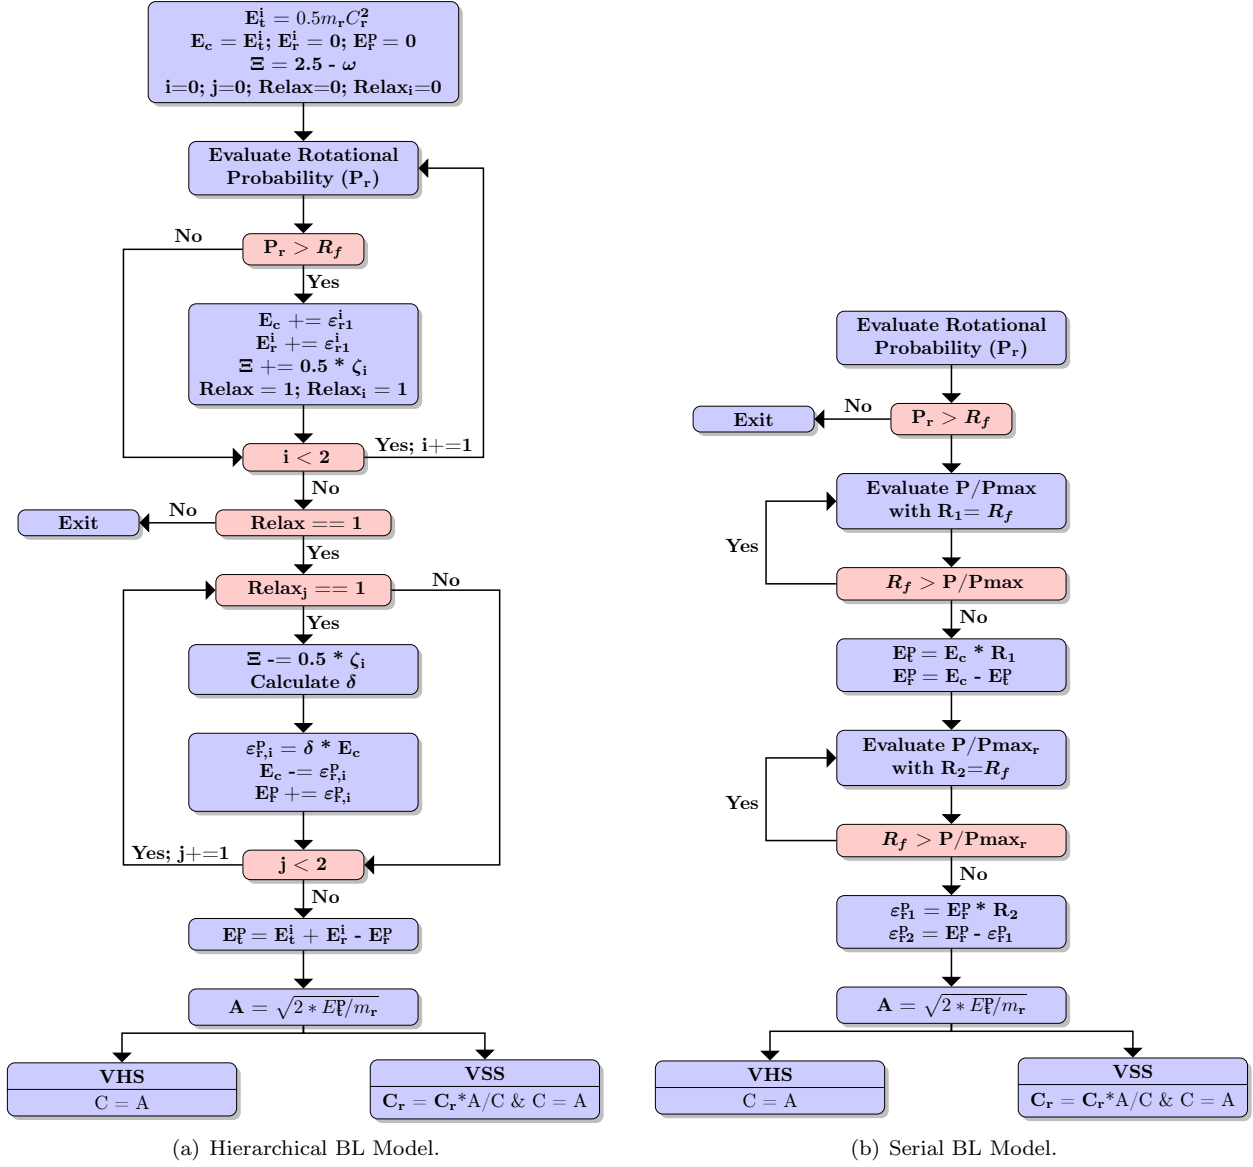 E_t^i = 0.5m_rC_r^2
E_c = E_t^i; E_r^i = 0; E_r^p = 0
Ξ = 2.5 - ω
i=0; j=0; Relax=0; Relax_i=0
Evaluate Rotational
Probability (P_r)
No
P_r > R_f
Yes
E_c += ε_r1^i
E_r^i += ε_r1^i
Ξ += 0.5 * ζ_i
Relax = 1; Relax_i = 1
i < 2
Yes; i+=1
No
Exit
No
Relax == 1
Yes
Relax_j == 1
No
Yes
Ξ -= 0.5 * ζ_i
Calculate δ
ε_r,i^p = δ * E_c
E_c -= ε_r,i^p
E_r^p += ε_r,i^p
Yes; j+=1
j < 2
No
E_t^p = E_t^i + E_r^i - E_r^p
A = √(2 * E_t^p/m_r)
VHS
C = A
VSS
C_r = C_r*A/C & C = A
(a) Hierarchical BL Model.
Evaluate Rotational
Probability (P_r)
Exit
No
P_r > R_f
Evaluate P/Pmax
with R_1= R_f
Yes
R_f > P/Pmax
No
E_t^p = E_c * R_1
E_r^p = E_c - E_t^p
Evaluate P/Pmax_r
with R_2=R_f
Yes
R_f > P/Pmax_r
No
ε_r1^p = E_r^p * R_2
ε_r2^p = E_r^p - ε_r1^p
A = √(2 * E_t^p/m_r)
VHS
C = A
VSS
C_r = C_r*A/C & C = A
(b) Serial BL Model.